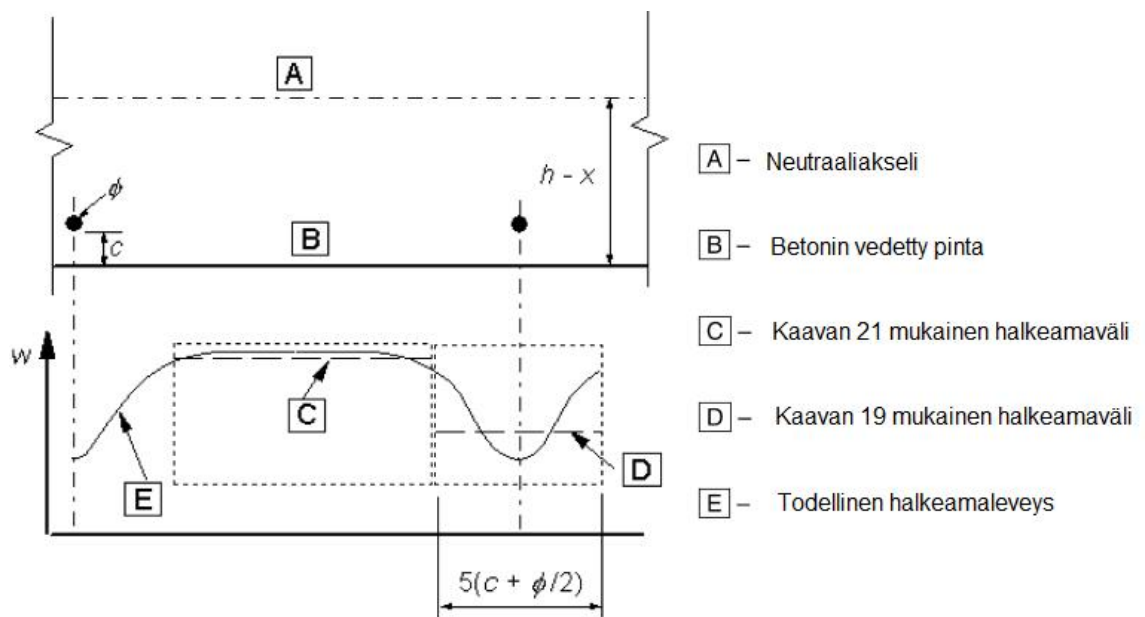 A
h - x
ϕ
c
B
w
C
D
E
5(c + ϕ/2)
A – Neutraaliakseli
B – Betonin vedetty pinta
C – Kaavan 21 mukainen halkeamaväli
D – Kaavan 19 mukainen halkeamaväli
E – Todellinen halkeamaleveys